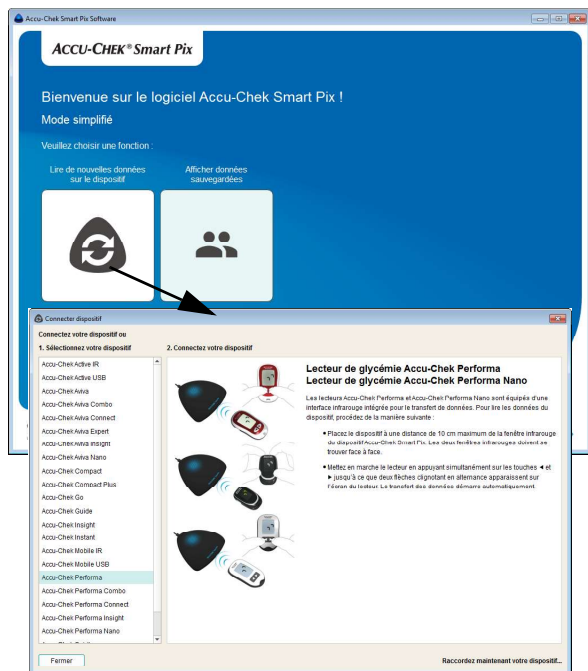 Accu-Chek Smart Pix Software
ACCU-CHEK® Smart Pix
Bienvenue sur le logiciel Accu-Chek Smart Pix !
Mode simplifié
Veuillez choisir une fonction :
Lire de nouvelles données
sur le dispositif
Afficher données
sauvegardées
Connecter dispositif
Connectez votre dispositif ou
1. Sélectionnez votre dispositif
Accu-Chek Active IR
Accu-Chek Active USB
Accu-Chek Aviva
Accu-Chek Aviva Combo
Accu-Chek Aviva Connect
Accu-Chek Aviva Expert
Accu-Chek Aviva Insight
Accu-Chek Aviva Nano
Accu-Chek Compact
Accu-Chek Compact Plus
Accu-Chek Go
Accu-Chek Guide
Accu-Chek Insight
Accu-Chek Instant
Accu-Chek Mobile IR
Accu-Chek Mobile USB
Accu-Chek Performa
Accu-Chek Performa Combo
Accu-Chek Performa Connect
Accu-Chek Performa Insight
Accu-Chek Performa Nano
2. Connectez votre dispositif
Lecteur de glycémie Accu-Chek Performa
Lecteur de glycémie Accu-Chek Performa Nano
Les lecteurs Accu-Chek Performa et Accu-Chek Performa Nano sont équipés d'une
interface infrarouge intégrée pour le transfert de données. Pour lire les données du
dispositif, procédez de la manière suivante :
• Placez le dispositif à une distance de 10 cm maximum de la fenêtre infrarouge
du dispositif Accu-Chek Smart Pix. Les deux fenêtres infrarouges doivent se
trouver face à face.
• Mettez en marche le lecteur en appuyant simultanément sur les touches ◄ et
► jusqu'à ce que deux flèches clignotant en alternance apparaissent sur
l'écran du lecteur. Le transfert des données démarre automatiquement.
Fermer
Raccordez maintenant votre dispositif...